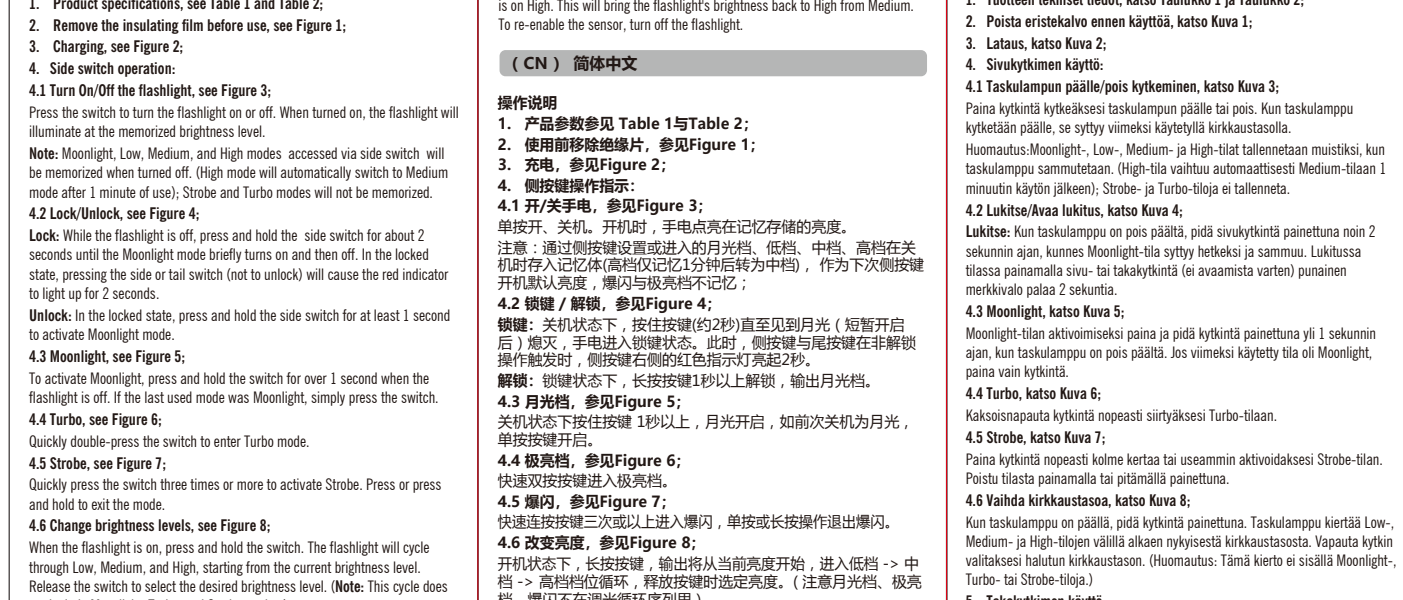 1. Product specifications, see Table 1 and Table 2;
2. Remove the insulating film before use, see Figure 1;
3. Charging, see Figure 2;
4. Side switch operation:
4.1 Turn On/Off the flashlight, see Figure 3;
Press the switch to turn the flashlight on or off. When turned on, the flashlight will
illuminate at the memorized brightness level.
Note: Moonlight, Low, Medium, and High modes accessed via side switch will
be memorized when turned off. (High mode will automatically switch to Medium
mode after 1 minute of use); Strobe and Turbo modes will not be memorized.
4.2 Lock/Unlock, see Figure 4;
Lock: While the flashlight is off, press and hold the side switch for about 2
seconds until the Moonlight mode briefly turns on and then off. In the locked
state, pressing the side or tail switch (not to unlock) will cause the red indicator
to light up for 2 seconds.
Unlock: In the locked state, press and hold the side switch for at least 1 second
to activate Moonlight mode.
4.3 Moonlight, see Figure 5;
To activate Moonlight, press and hold the switch for over 1 second when the
flashlight is off. If the last used mode was Moonlight, simply press the switch.
4.4 Turbo, see Figure 6;
Quickly double-press the switch to enter Turbo mode.
4.5 Strobe, see Figure 7;
Quickly press the switch three times or more to activate Strobe. Press or press
and hold to exit the mode.
4.6 Change brightness levels, see Figure 8;
When the flashlight is on, press and hold the switch. The flashlight will cycle
through Low, Medium, and High, starting from the current brightness level.
Release the switch to select the desired brightness level. (Note: This cycle does
is on High. This will bring the flashlight's brightness back to High from Medium.
To re-enable the sensor, turn off the flashlight.
（CN） 简体中文
操作说明
1. 产品参数参见 Table 1与Table 2；
2. 使用前移除绝缘片，参见Figure 1；
3. 充电，参见Figure 2；
4. 侧按键操作指示：
4.1 开/关手电，参见Figure 3；
单按开、关机。开机时，手电点亮在记忆存储的亮度。
注意：通过侧按键设置或进入的月光档、低档、中档、高档在关
机时存入记忆体(高档仅记忆1分钟后转为中档)，作为下次侧按键
开机默认亮度，爆闪与极亮档不记忆；
4.2 锁键 / 解锁，参见Figure 4；
锁键：关机状态下，按住按键(约2秒)直至见到月光（短暂开启
后）熄灭，手电进入锁键状态。此时，侧按键与尾按键在非解锁
操作触发时，侧按键右侧的红色指示灯亮起2秒。
解锁：锁键状态下，长按按键1秒以上解锁，输出月光档。
4.3 月光档，参见Figure 5；
关机状态下按住按键 1秒以上，月光开启，如前次关机为月光，
单按按键开启。
4.4 极亮档，参见Figure 6；
快速双按按键进入极亮档。
4.5 爆闪，参见Figure 7；
快速连按按键三次或以上进入爆闪，单按或长按操作退出爆闪。
4.6 改变亮度，参见Figure 8；
开机状态下，长按按键，输出将从当前亮度开始，进入低档 -> 中
档 -> 高档档位循环，释放按键时选定亮度。( 注意月光档、极亮
档、爆闪不在调光循环序列里 )
1. Tuotteen tekniset tiedot, katso Taulukko 1 ja Taulukko 2;
2. Poista eristekalvo ennen käyttöä, katso Kuva 1;
3. Lataus, katso Kuva 2;
4. Sivukytkimen käyttö:
4.1 Taskulampun päälle/pois kytkeminen, katso Kuva 3;
Paina kytkintä kytkeäksesi taskulampun päälle tai pois. Kun taskulamppu
kytketään päälle, se syttyy viimeksi käytetyllä kirkkaustasolla.
Huomautus:Moonlight-, Low-, Medium- ja High-tilat tallennetaan muistiksi, kun
taskulamppu sammutetaan. (High-tila vaihtuu automaattisesti Medium-tilaan 1
minuutin käytön jälkeen); Strobe- ja Turbo-tiloja ei tallenneta.
4.2 Lukitse/Avaa lukitus, katso Kuva 4;
Lukitse: Kun taskulamppu on pois päältä, pidä sivukytkintä painettuna noin 2
sekunnin ajan, kunnes Moonlight-tila syttyy hetkeksi ja sammuu. Lukitussa
tilassa painamalla sivu- tai takakytkintä (ei avaamista varten) punainen
merkkivalo palaa 2 sekuntia.
4.3 Moonlight, katso Kuva 5;
Moonlight-tilan aktivoimiseksi paina ja pidä kytkintä painettuna yli 1 sekunnin
ajan, kun taskulamppu on pois päältä. Jos viimeksi käytetty tila oli Moonlight,
paina vain kytkintä.
4.4 Turbo, katso Kuva 6;
Kaksoisnapauta kytkintä nopeasti siirtyäksesi Turbo-tilaan.
4.5 Strobe, katso Kuva 7;
Paina kytkintä nopeasti kolme kertaa tai useammin aktivoidaksesi Strobe-tilan.
Poistu tilasta painamalla tai pitämällä painettuna.
4.6 Vaihda kirkkaustasoa, katso Kuva 8;
Kun taskulamppu on päällä, pidä kytkintä painettuna. Taskulamppu kiertää Low-,
Medium- ja High-tilojen välillä alkaen nykyisestä kirkkaustasosta. Vapauta kytkin
valitaksesi halutun kirkkaustason. (Huomautus: Tämä kierto ei sisällä Moonlight-,
Turbo- tai Strobe-tiloja.)
5. Takakytkimen käyttö